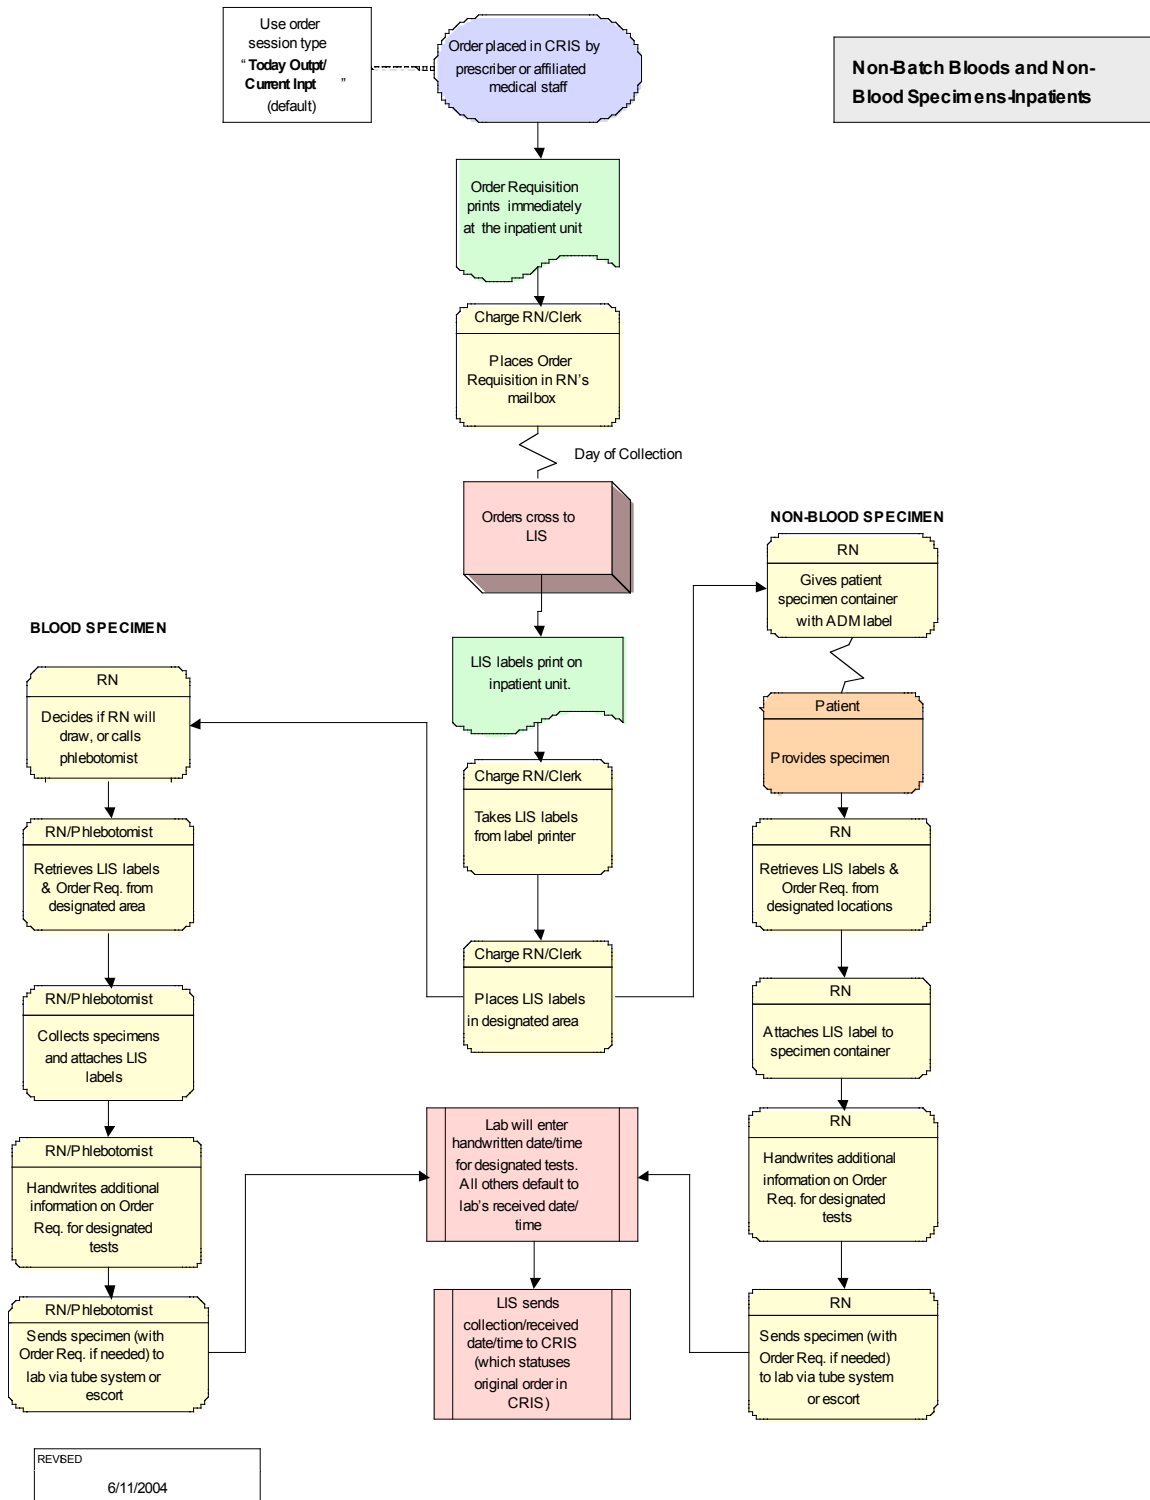 Use order
session type
“ Today Outpt/
Current Inpt ”
(default)
Order placed in CRIS by
prescriber or affiliated
medical staff
Non-Batch Bloods and Non-
Blood Specimens-Inpatients
Order Requisition
prints immediately
at the inpatient unit
Charge RN/Clerk
Places Order
Requisition in RN’s
mailbox
Day of Collection
Orders cross to
LIS
LIS labels print on
inpatient unit.
Charge RN/Clerk
Takes LIS labels
from label printer
Charge RN/Clerk
Places LIS labels
in designated area
BLOOD SPECIMEN
RN
Decides if RN will
draw, or calls
phlebotomist
RN/Phlebotomist
Retrieves LIS labels
& Order Req. from
designated area
RN/Phlebotomist
Collects specimens
and attaches LIS
labels
RN/Phlebotomist
Handwrites additional
information on Order
Req. for designated
tests
RN/Phlebotomist
Sends specimen (with
Order Req. if needed) to
lab via tube system or
escort
NON-BLOOD SPECIMEN
RN
Gives patient
specimen container
with ADM label
Patient
Provides specimen
RN
Retrieves LIS labels &
Order Req. from
designated locations
RN
Attaches LIS label to
specimen container
RN
Handwrites additional
information on Order
Req. for designated
tests
RN
Sends specimen (with
Order Req. if needed)
to lab via tube system
or escort
Lab will enter
handwritten date/time
for designated tests.
All others default to
lab’s received date/
time
LIS sends
collection/received
date/time to CRIS
(which statuses
original order in
CRIS)
REVISED
6/11/2004